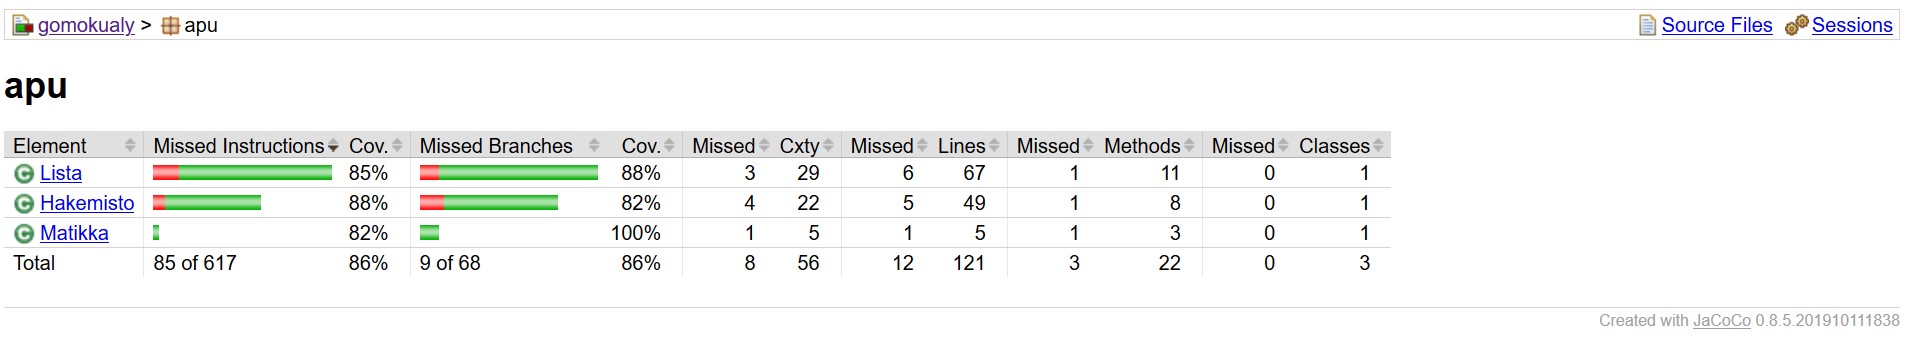 gomokualy > apu Source Files Sessions
apu
Element Missed Instructions Cov. Missed Branches Cov. Missed Cxty Missed Lines Missed Methods Missed Classes
Lista 85% 88% 3 29 6 67 1 11 0 1
Hakemisto 88% 82% 4 22 5 49 1 8 0 1
Matikka 82% 100% 1 5 1 5 1 3 0 1
Total 85 of 617 86% 9 of 68 86% 8 56 12 121 3 22 0 3
Created with JaCoCo 0.8.5.201910111838